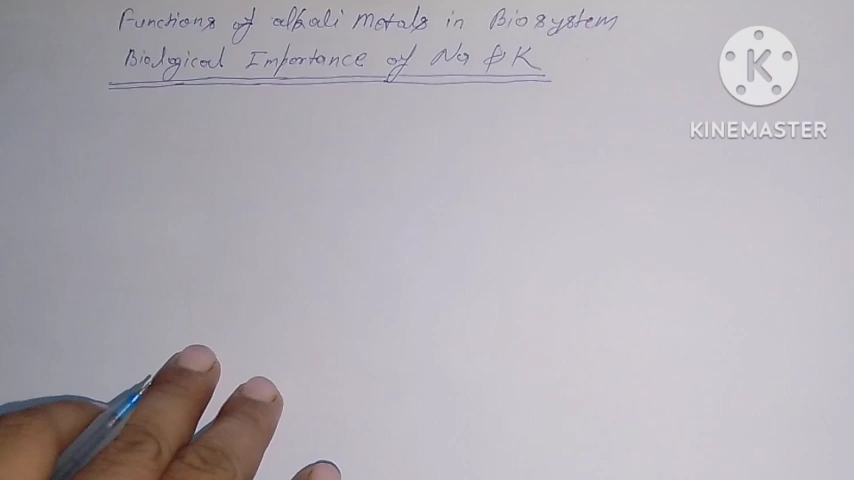 Functions of alkali Metals in Biosystem
Biological Importance of Na & K
K
KINEMASTER